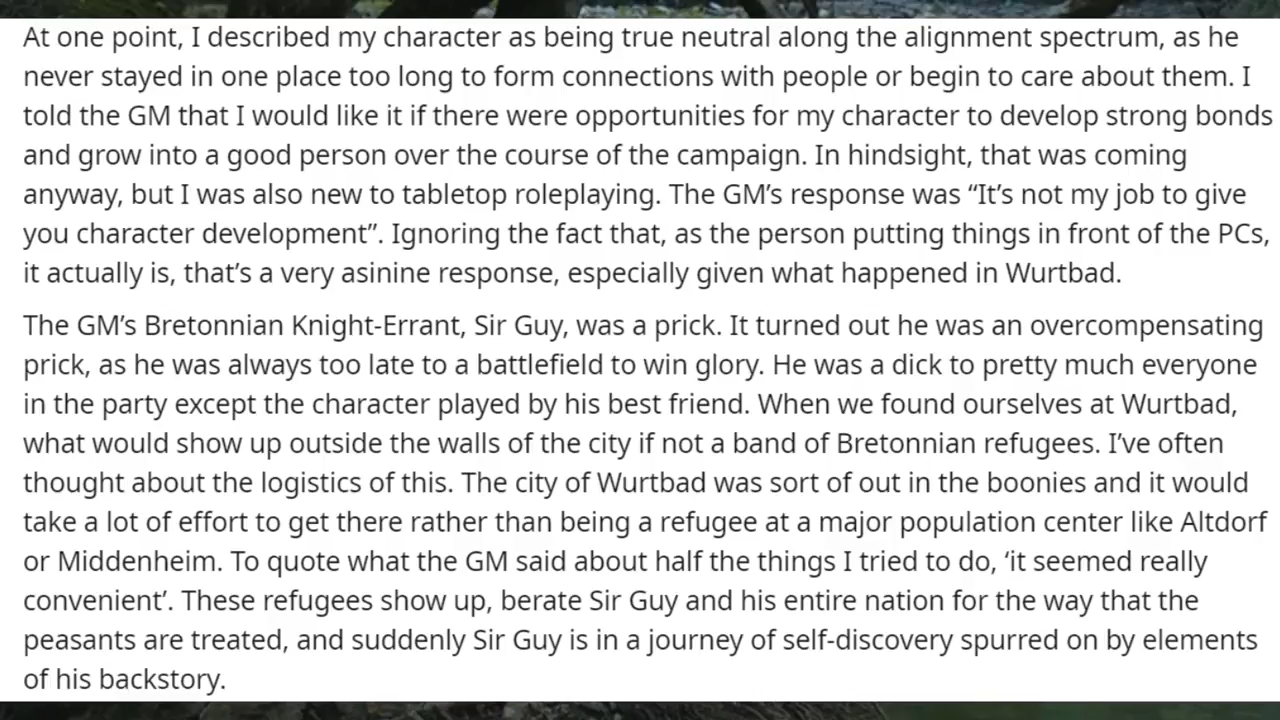 At one point, I described my character as being true neutral along the alignment spectrum, as he
never stayed in one place too long to form connections with people or begin to care about them. I
told the GM that I would like it if there were opportunities for my character to develop strong bonds
and grow into a good person over the course of the campaign. In hindsight, that was coming
anyway, but I was also new to tabletop roleplaying. The GM’s response was “It’s not my job to give
you character development”. Ignoring the fact that, as the person putting things in front of the PCs,
it actually is, that’s a very asinine response, especially given what happened in Wurtbad.
The GM’s Bretonnian Knight-Errant, Sir Guy, was a prick. It turned out he was an overcompensating
prick, as he was always too late to a battlefield to win glory. He was a dick to pretty much everyone
in the party except the character played by his best friend. When we found ourselves at Wurtbad,
what would show up outside the walls of the city if not a band of Bretonnian refugees. I’ve often
thought about the logistics of this. The city of Wurtbad was sort of out in the boonies and it would
take a lot of effort to get there rather than being a refugee at a major population center like Altdorf
or Middenheim. To quote what the GM said about half the things I tried to do, ‘it seemed really
convenient’. These refugees show up, berate Sir Guy and his entire nation for the way that the
peasants are treated, and suddenly Sir Guy is in a journey of self-discovery spurred on by elements
of his backstory.